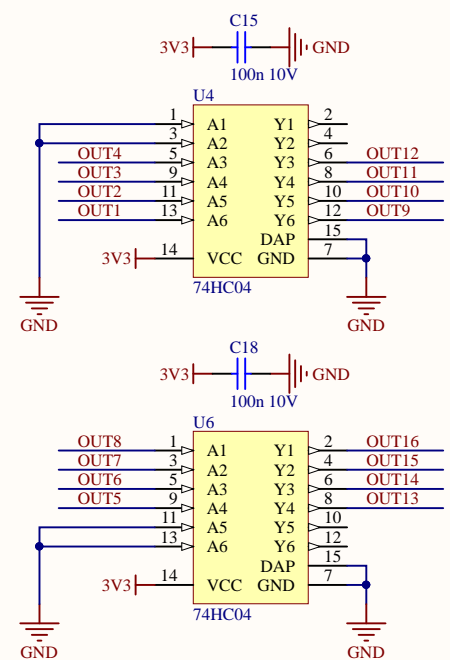 C15
3V3 GND
100n 10V
U4
1 A1 Y1 2
3 A2 Y2 4
OUT4 5 A3 Y3 6 OUT12
OUT3 9 A4 Y4 8 OUT11
OUT2 11 A5 Y5 10 OUT10
OUT1 13 A6 Y6 12 OUT9
DAP 15
3V3 14 VCC GND 7
74HC04
GND GND
C18
3V3 GND
100n 10V
U6
OUT8 1 A1 Y1 2 OUT16
OUT7 3 A2 Y2 4 OUT15
OUT6 5 A3 Y3 6 OUT14
OUT5 9 A4 Y4 8 OUT13
11 A5 Y5 10
13 A6 Y6 12
DAP 15
3V3 14 VCC GND 7
74HC04
GND GND